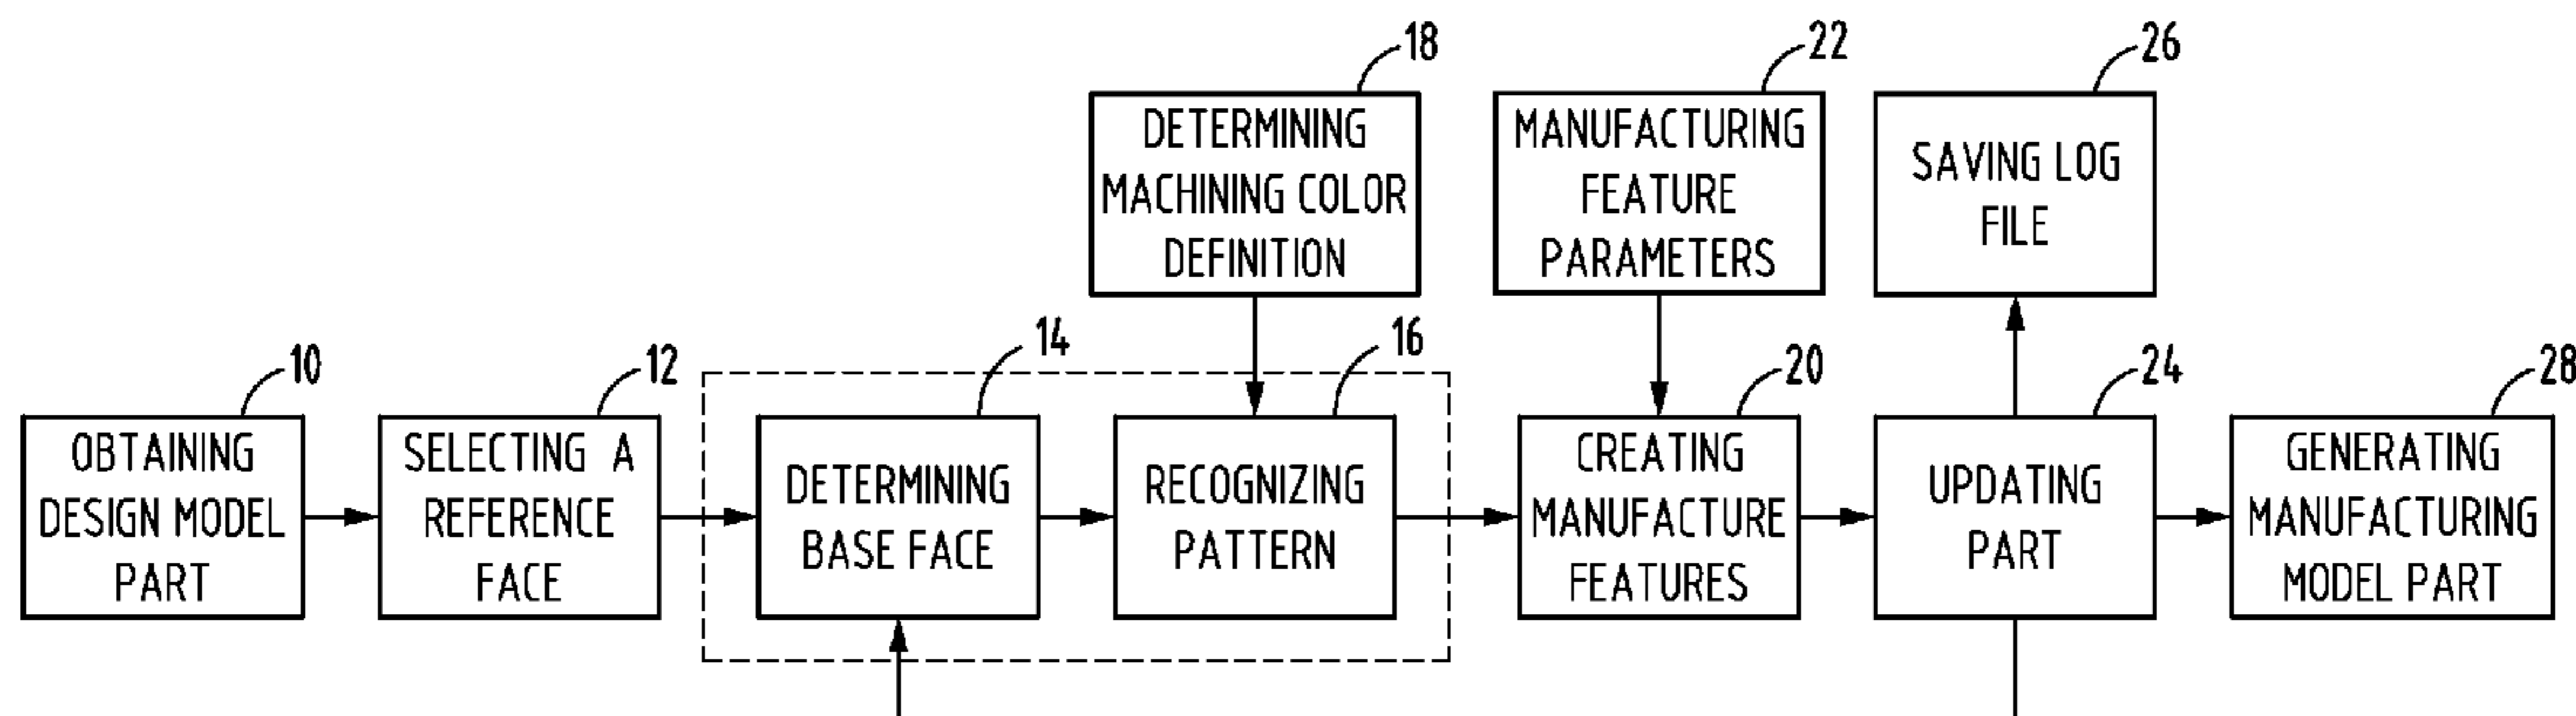 18
DETERMINING
MACHINING COLOR
DEFINITION
22
MANUFACTURING
FEATURE
PARAMETERS
26
SAVING LOG
FILE
10
OBTAINING
DESIGN MODEL
PART
12
SELECTING A
REFERENCE
FACE
14
DETERMINING
BASE FACE
16
RECOGNIZING
PATTERN
20
CREATING
MANUFACTURE
FEATURES
24
UPDATING
PART
28
GENERATING
MANUFACTURING
MODEL PART